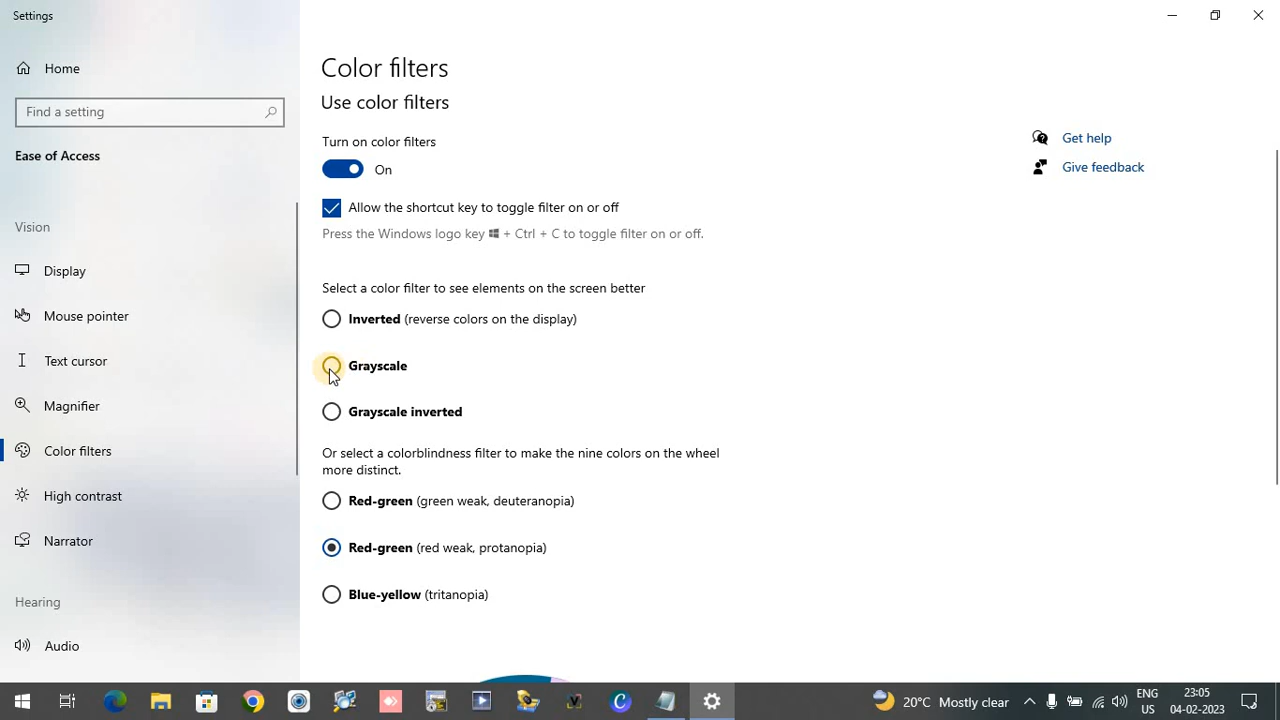 Settings
Home
Find a setting
Ease of Access
Vision
Display
Mouse pointer
Text cursor
Magnifier
Color filters
High contrast
Narrator
Hearing
Audio
Color filters
Use color filters
Turn on color filters
On
Allow the shortcut key to toggle filter on or off
Press the Windows logo key + Ctrl + C to toggle filter on or off.
Select a color filter to see elements on the screen better
Inverted (reverse colors on the display)
Grayscale
Grayscale inverted
Or select a colorblindness filter to make the nine colors on the wheel
more distinct.
Red-green (green weak, deuteranopia)
Red-green (red weak, protanopia)
Blue-yellow (tritanopia)
Get help
Give feedback
20°C Mostly clear
ENG
US
23:05
04-02-2023